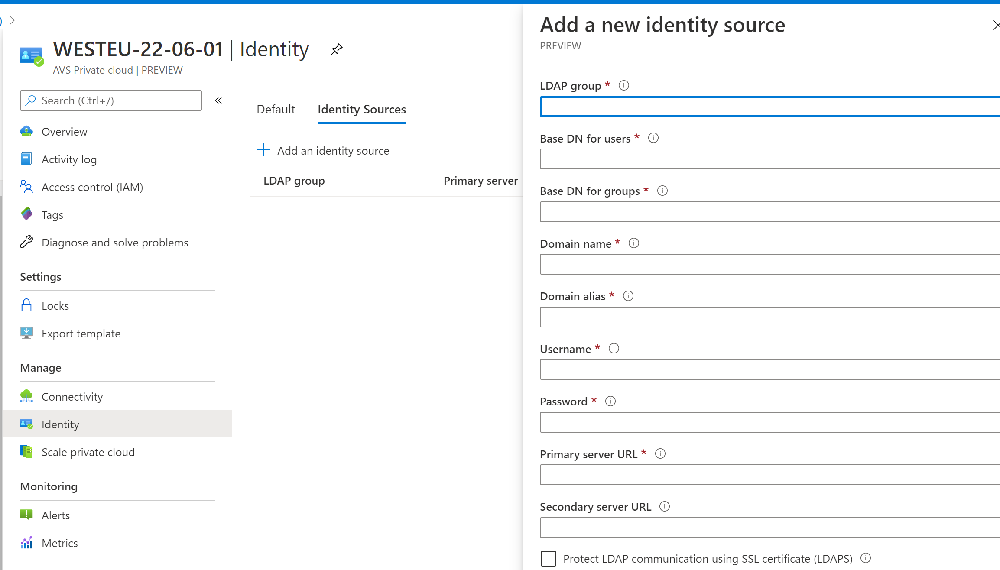 WESTEU-22-06-01 | Identity
AVS Private cloud | PREVIEW
Search (Ctrl+/)
Overview
Activity log
Access control (IAM)
Tags
Diagnose and solve problems
Settings
Locks
Export template
Manage
Connectivity
Identity
Scale private cloud
Monitoring
Alerts
Metrics
Default
Identity Sources
Add an identity source
LDAP group
Primary server
Add a new identity source
PREVIEW
LDAP group *
Base DN for users *
Base DN for groups *
Domain name *
Domain alias *
Username *
Password *
Primary server URL *
Secondary server URL
Protect LDAP communication using SSL certificate (LDAPS)